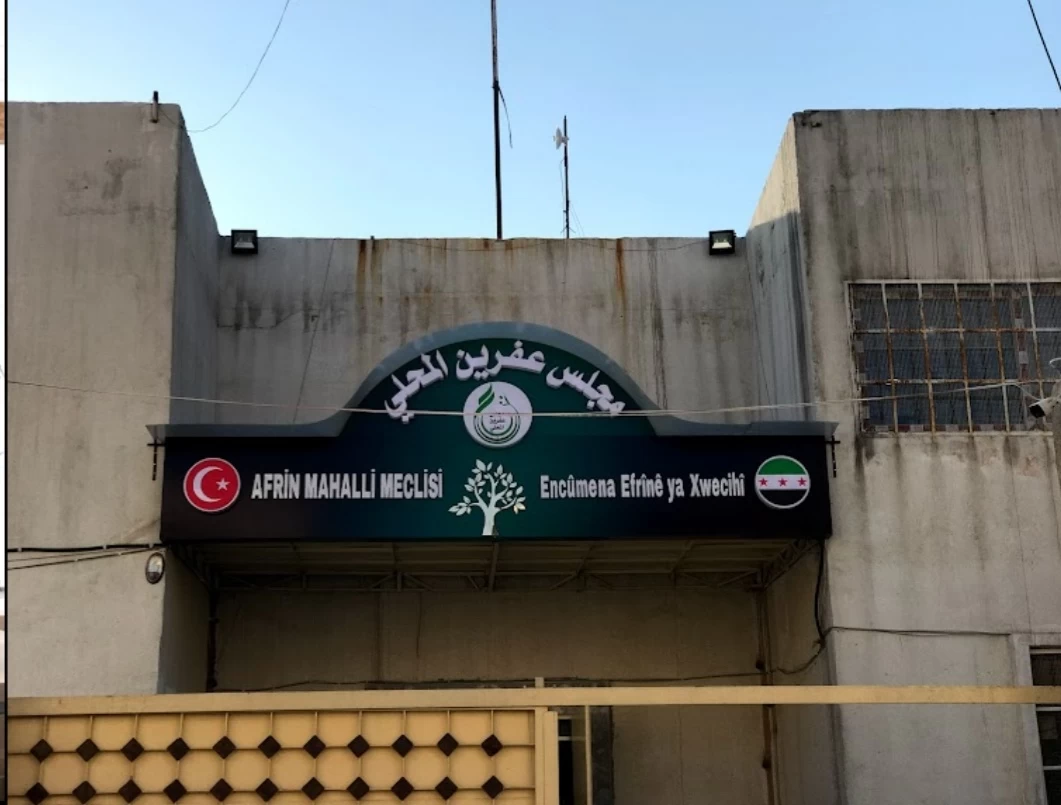 مجلس عفرين المحلي
AFRİN MAHALLİ MECLİSİ
Encûmena Efrînê ya Xwecihî